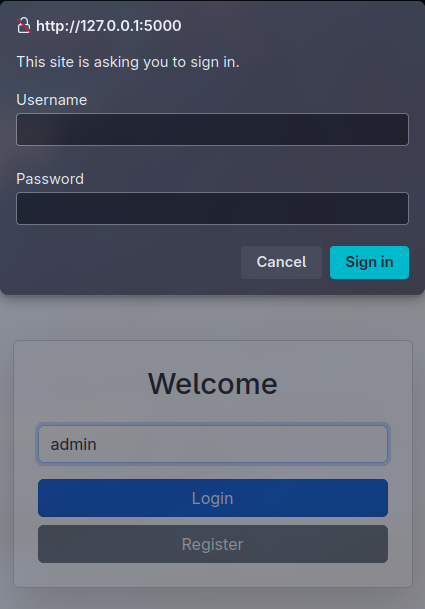 http://127.0.0.1:5000
This site is asking you to sign in.
Username
Password
Cancel Sign in
Welcome
admin
Login
Register